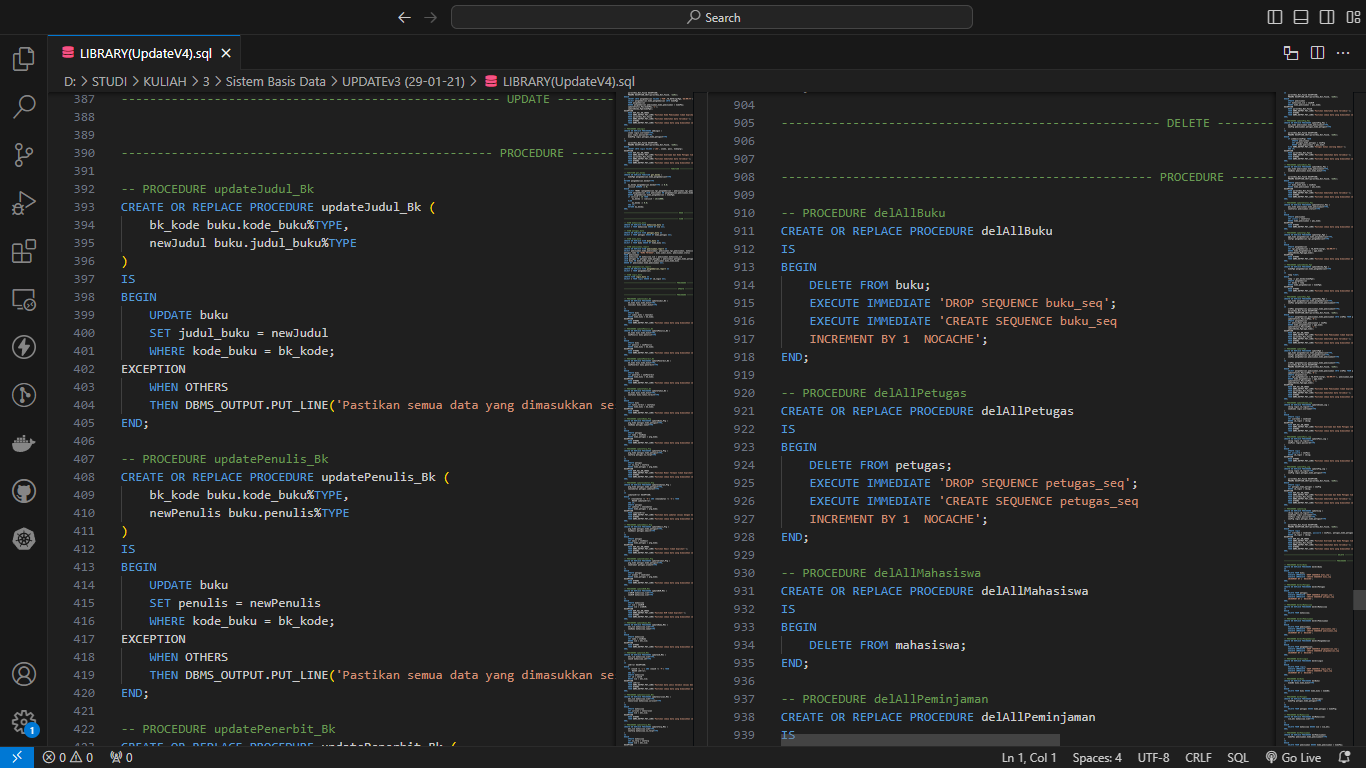 Search
LIBRARY(UpdateV4).sql
D: > STUDI > KULIAH > 3 > Sistem Basis Data > UPDATEv3 (29-01-21) > LIBRARY(UpdateV4).sql
387 ------------------------------------------------------ UPDATE --------
388
389
390 ----------------------------------------------------- PROCEDURE ------
391
392 -- PROCEDURE updateJudul_Bk
393 CREATE OR REPLACE PROCEDURE updateJudul_Bk (
394     bk_kode buku.kode_buku%TYPE,
395     newJudul buku.judul_buku%TYPE
396 )
397 IS
398 BEGIN
399     UPDATE buku
400     SET judul_buku = newJudul
401     WHERE kode_buku = bk_kode;
402 EXCEPTION
403     WHEN OTHERS
404     THEN DBMS_OUTPUT.PUT_LINE('Pastikan semua data yang dimasukkan se
405 END;
406
407 -- PROCEDURE updatePenulis_Bk
408 CREATE OR REPLACE PROCEDURE updatePenulis_Bk (
409     bk_kode buku.kode_buku%TYPE,
410     newPenulis buku.penulis%TYPE
411 )
412 IS
413 BEGIN
414     UPDATE buku
415     SET penulis = newPenulis
416     WHERE kode_buku = bk_kode;
417 EXCEPTION
418     WHEN OTHERS
419     THEN DBMS_OUTPUT.PUT_LINE('Pastikan semua data yang dimasukkan se
420 END;
421
422 -- PROCEDURE updatePenerbit_Bk
423 CREATE OR REPLACE PROCEDURE updatePenerbit_Bk (
904
905 ------------------------------------------------------ DELETE --------
906
907
908 ----------------------------------------------------- PROCEDURE ------
909
910 -- PROCEDURE delAllBuku
911 CREATE OR REPLACE PROCEDURE delAllBuku
912 IS
913 BEGIN
914     DELETE FROM buku;
915     EXECUTE IMMEDIATE 'DROP SEQUENCE buku_seq';
916     EXECUTE IMMEDIATE 'CREATE SEQUENCE buku_seq
917     INCREMENT BY 1  NOCACHE';
918 END;
919
920 -- PROCEDURE delAllPetugas
921 CREATE OR REPLACE PROCEDURE delAllPetugas
922 IS
923 BEGIN
924     DELETE FROM petugas;
925     EXECUTE IMMEDIATE 'DROP SEQUENCE petugas_seq';
926     EXECUTE IMMEDIATE 'CREATE SEQUENCE petugas_seq
927     INCREMENT BY 1  NOCACHE';
928 END;
929
930 -- PROCEDURE delAllMahasiswa
931 CREATE OR REPLACE PROCEDURE delAllMahasiswa
932 IS
933 BEGIN
934     DELETE FROM mahasiswa;
935 END;
936
937 -- PROCEDURE delAllPeminjaman
938 CREATE OR REPLACE PROCEDURE delAllPeminjaman
939 IS
1
0 0 0 Ln 1, Col 1 Spaces: 4 UTF-8 CRLF SQL Go Live